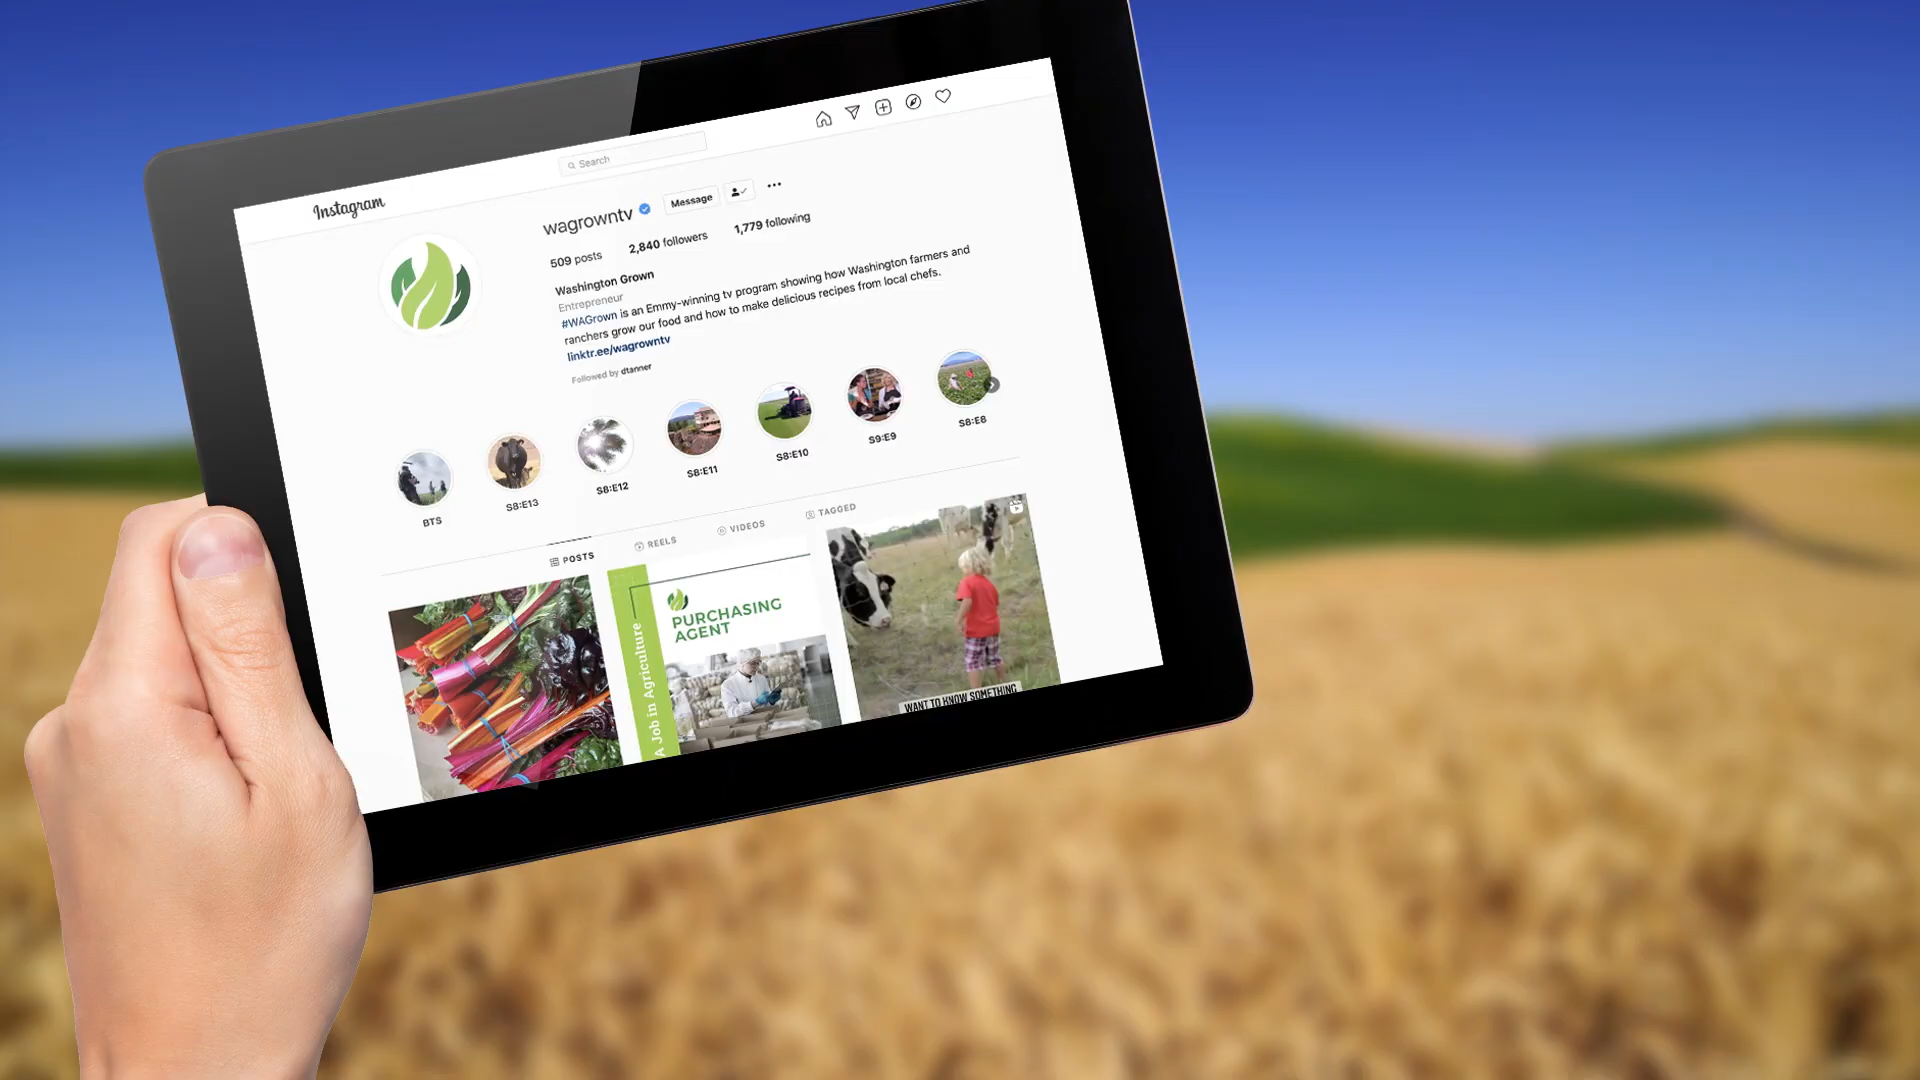 Instagram
Search
wagrowntv
Message
509 posts
2,840 followers
1,779 following
Washington Grown
Entrepreneur
#WAGrown is an Emmy-winning tv program showing how Washington farmers and
ranchers grow our food and how to make delicious recipes from local chefs.
linktr.ee/wagrowntv
Followed by dtanner
BTS
S8:E13
S8:E12
S8:E11
S8:E10
S9:E9
S8:E8
POSTS
REELS
VIDEOS
TAGGED
A Job in Agriculture
PURCHASING
AGENT
WANT TO KNOW SOMETHING